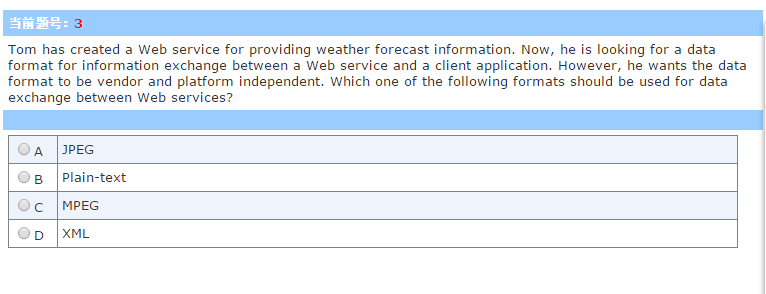 当前题号: 3
Tom has created a Web service for providing weather forecast information. Now, he is looking for a data
format for information exchange between a Web service and a client application. However, he wants the data
format to be vendor and platform independent. Which one of the following formats should be used for data
exchange between Web services?
A JPEG
B Plain-text
C MPEG
D XML